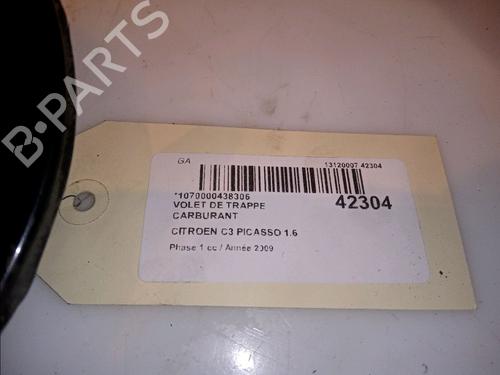 B-PARTS
GA
13120007 42304
*1070000438306
VOLET DE TRAPPE
CARBURANT
42304
CITROEN C3 PICASSO 1.6
Phase 1 cc / Année 2009